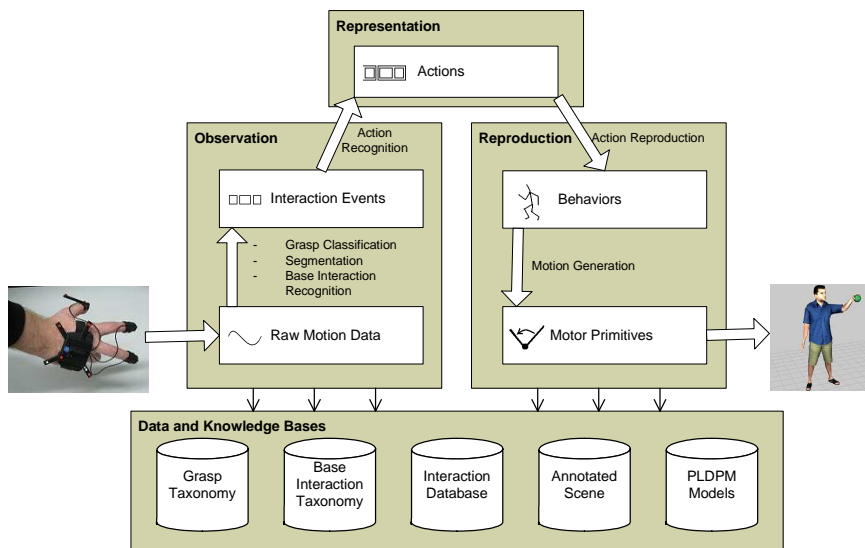 Representation
Actions
Observation
Action
Recognition
Reproduction
Action Reproduction
Interaction Events
Behaviors
- Grasp Classification
- Segmentation
- Base Interaction
Recognition
Motion Generation
Raw Motion Data
Motor Primitives
Data and Knowledge Bases
Grasp
Taxonomy
Base
Interaction
Taxonomy
Interaction
Database
Annotated
Scene
PLDPM
Models